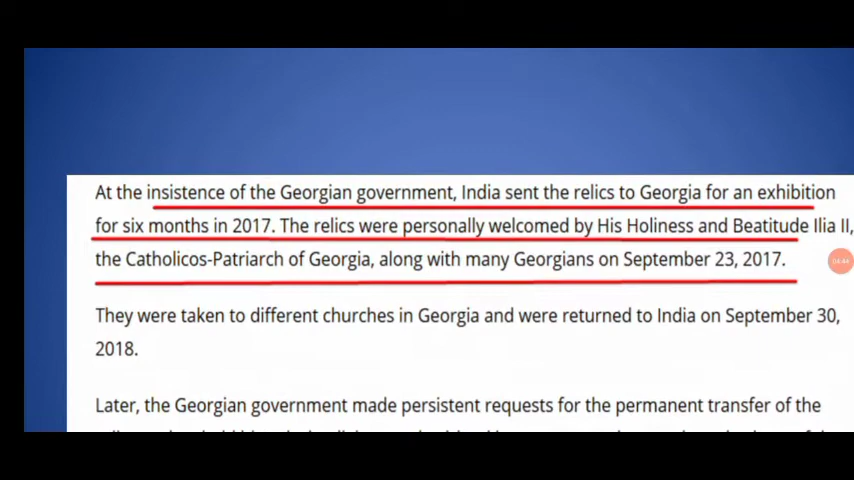 At the insistence of the Georgian government, India sent the relics to Georgia for an exhibition
for six months in 2017. The relics were personally welcomed by His Holiness and Beatitude Ilia II,
the Catholicos-Patriarch of Georgia, along with many Georgians on September 23, 2017.
They were taken to different churches in Georgia and were returned to India on September 30,
2018.
Later, the Georgian government made persistent requests for the permanent transfer of the